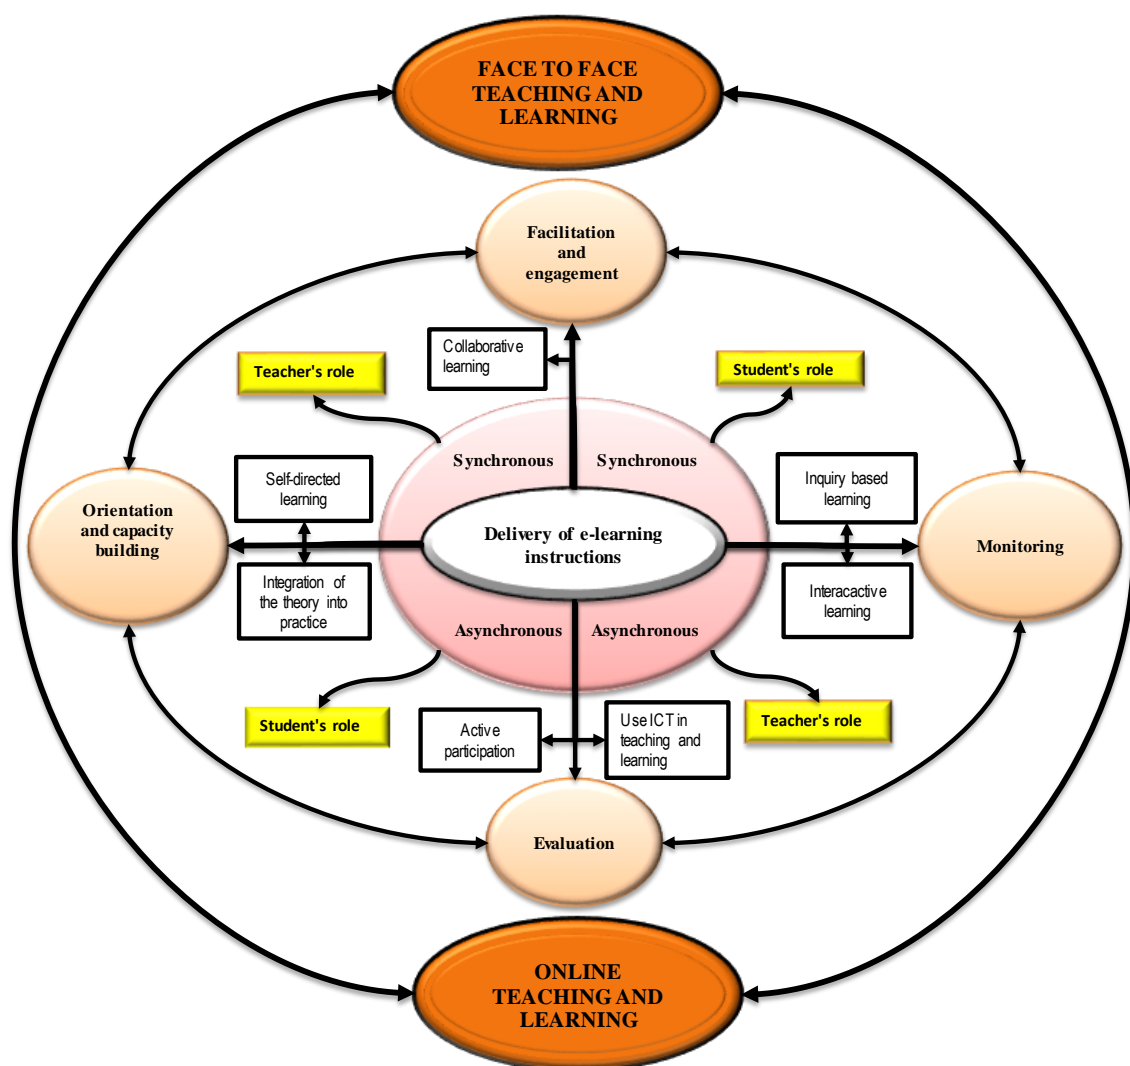 FACE TO FACE
TEACHING AND
LEARNING
Facilitation
and
engagement
Collaborative
learning
Teacher's role
Student's role
Synchronous
Synchronous
Self-directed
learning
Inquiry based
learning
Orientation
and capacity
building
Delivery of e-learning
instructions
Monitoring
Integration of
the theory into
practice
Interacactive
learning
Asynchronous
Asynchronous
Student's role
Teacher's role
Active
participation
Use ICT in
teaching and
learning
Evaluation
ONLINE
TEACHING AND
LEARNING